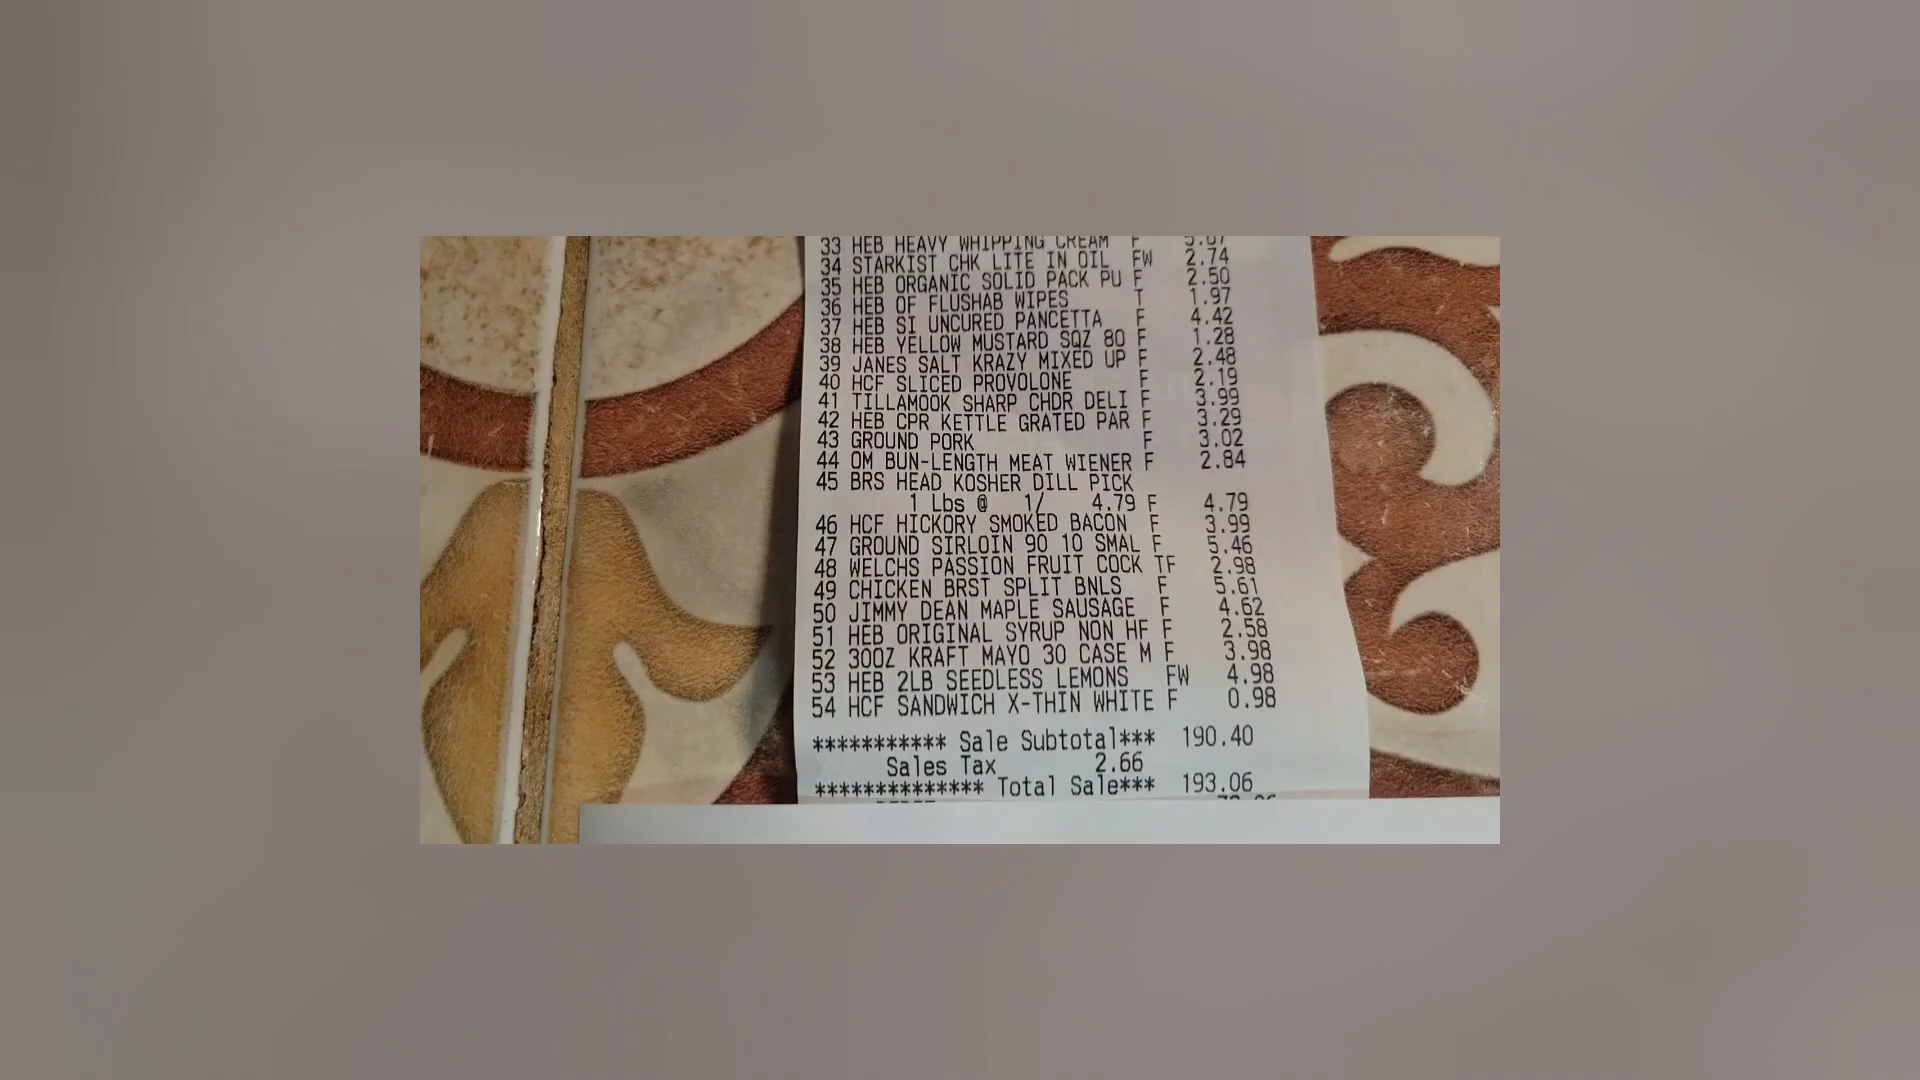 33 HEB HEAVY WHIPPING CREAM F 5.07
34 STARKIST CHK LITE IN OIL FW 2.74
35 HEB ORGANIC SOLID PACK PU F 2.50
36 HEB OF FLUSHAB WIPES T 1.97
37 HEB SI UNCURED PANCETTA F 4.42
38 HEB YELLOW MUSTARD SQZ 80 F 1.28
39 JANES SALT KRAZY MIXED UP F 2.48
40 HCF SLICED PROVOLONE F 2.19
41 TILLAMOOK SHARP CHDR DELI F 3.99
42 HEB CPR KETTLE GRATED PAR F 3.29
43 GROUND PORK F 3.02
44 OM BUN-LENGTH MEAT WIENER F 2.84
45 BRS HEAD KOSHER DILL PICK
1 Lbs @ 1/ 4.79 F 4.79
46 HCF HICKORY SMOKED BACON F 3.99
47 GROUND SIRLOIN 90 10 SMAL F 5.46
48 WELCHS PASSION FRUIT COCK TF 2.98
49 CHICKEN BRST SPLIT BNLS F 5.61
50 JIMMY DEAN MAPLE SAUSAGE F 4.62
51 HEB ORIGINAL SYRUP NON HF F 2.58
52 30OZ KRAFT MAYO 30 CASE M F 3.98
53 HEB 2LB SEEDLESS LEMONS FW 4.98
54 HCF SANDWICH X-THIN WHITE F 0.98
*********** Sale Subtotal*** 190.40
Sales Tax 2.66
************** Total Sale*** 193.06